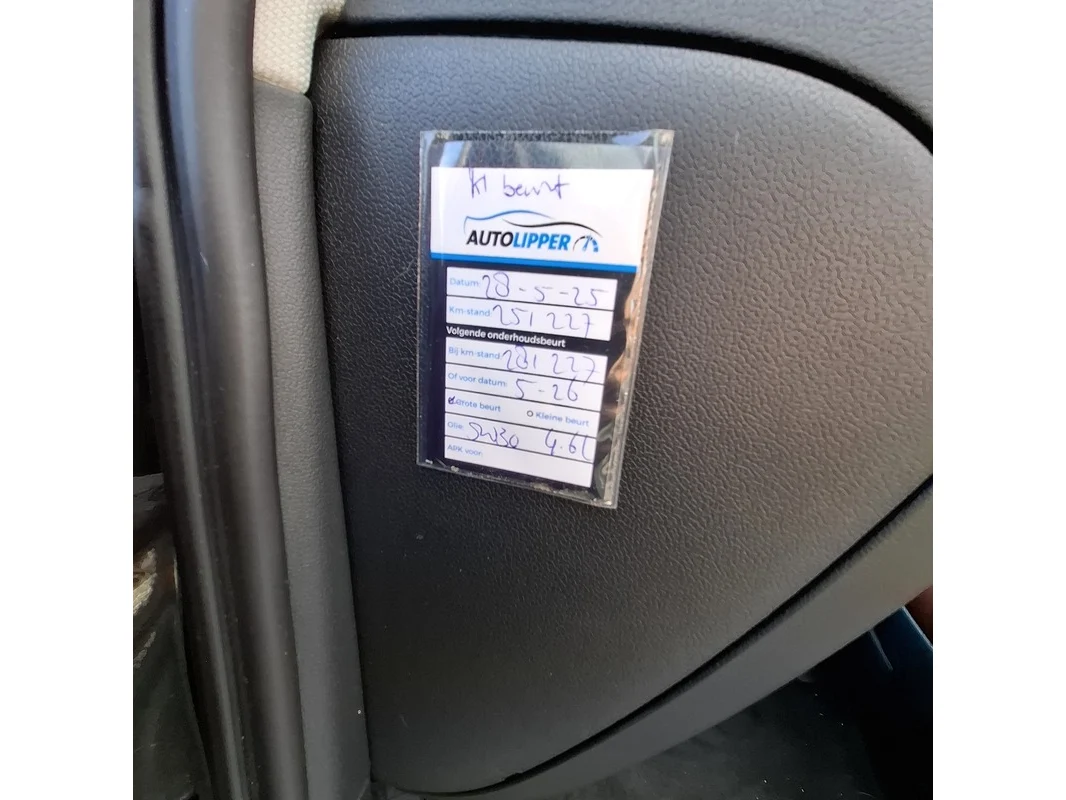 kl beurt
AUTOLIPPER
Datum: 28-5-25
Km-stand 251 227
Volgende onderhoudsbeurt
Bij km-stand 281 227
Of voor datum: 5-26
Grote beurt Kleine beurt
Olie: 5W30 4.6L
APK voor: